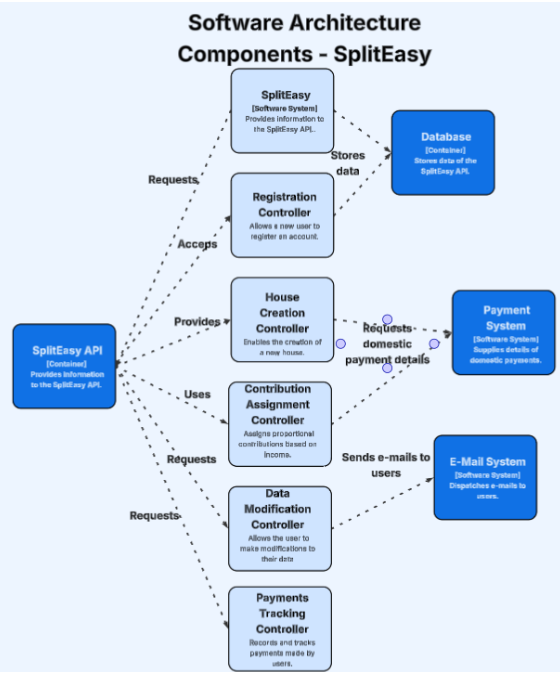 Software Architecture
Components - SplitEasy
SplitEasy
[Software System]
Provides information to
the SplitEasy API.
Database
[Container]
Stores data of the
SplitEasy API.
Stores
data
Requests
Registration
Controller
Allows a new user to
register an account.
Acceps
House
Creation
Controller
Enables the creation of
a new house.
Provides
Requests
domestic
payment details
Payment
System
[Software System]
Supplies details of
domestic payments.
SplitEasy API
[Container]
Provides information
to the SplitEasy API.
Uses
Contribution
Assignment
Controller
Assigns proportional
contributions based on
income.
Requests
Sends e-mails to
users
E-Mail System
[Software System]
Dispatches e-mails to
users.
Data
Modification
Controller
Allows the user to
make modifications to
their data
Requests
Payments
Tracking
Controller
Records and tracks
payments made by
users.